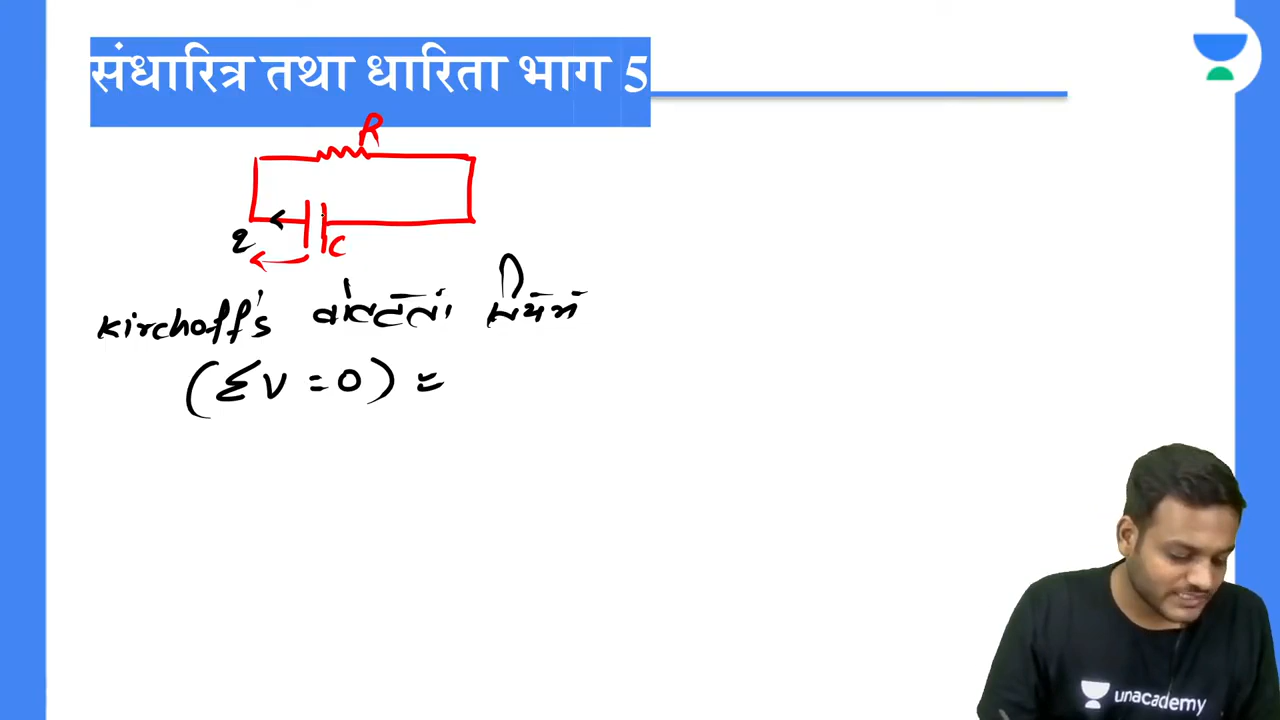 संधारित्र तथा धारिता भाग 5
R
C
kirchoff's वोल्टता नियम
(Σv = 0) =
unacademy